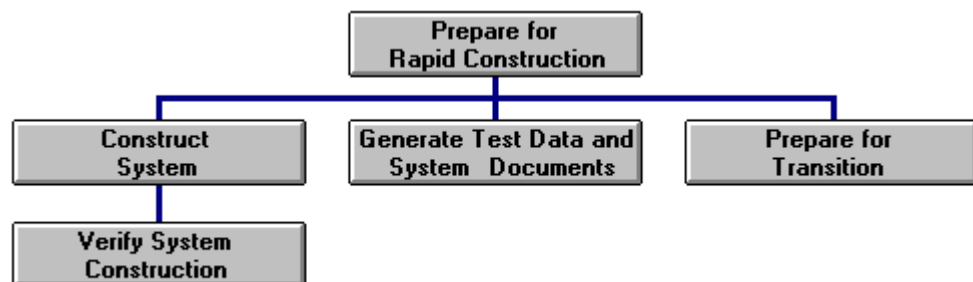 Prepare for
Rapid Construction
Construct
System
Generate Test Data and
System Documents
Prepare for
Transition
Verify System
Construction